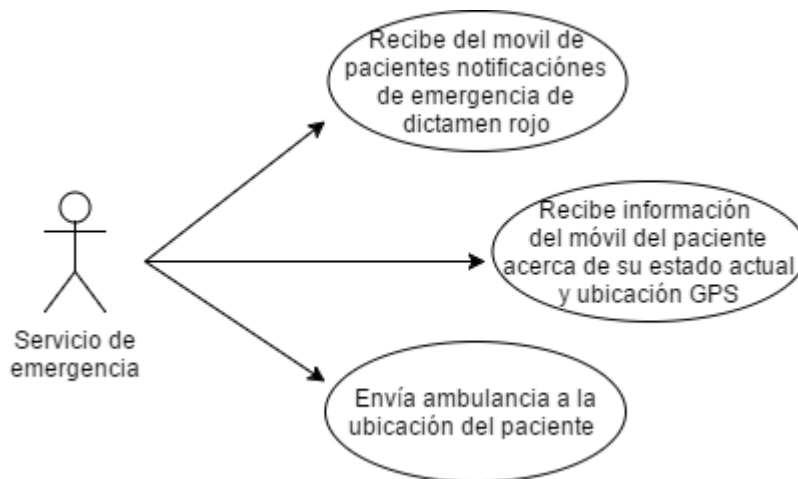 Recibe del movil de
pacientes notificaciónes
de emergencia de
dictamen rojo
Recibe información
del móvil del paciente
acerca de su estado actual
y ubicación GPS
Servicio de
emergencia
Envía ambulancia a la
ubicación del paciente